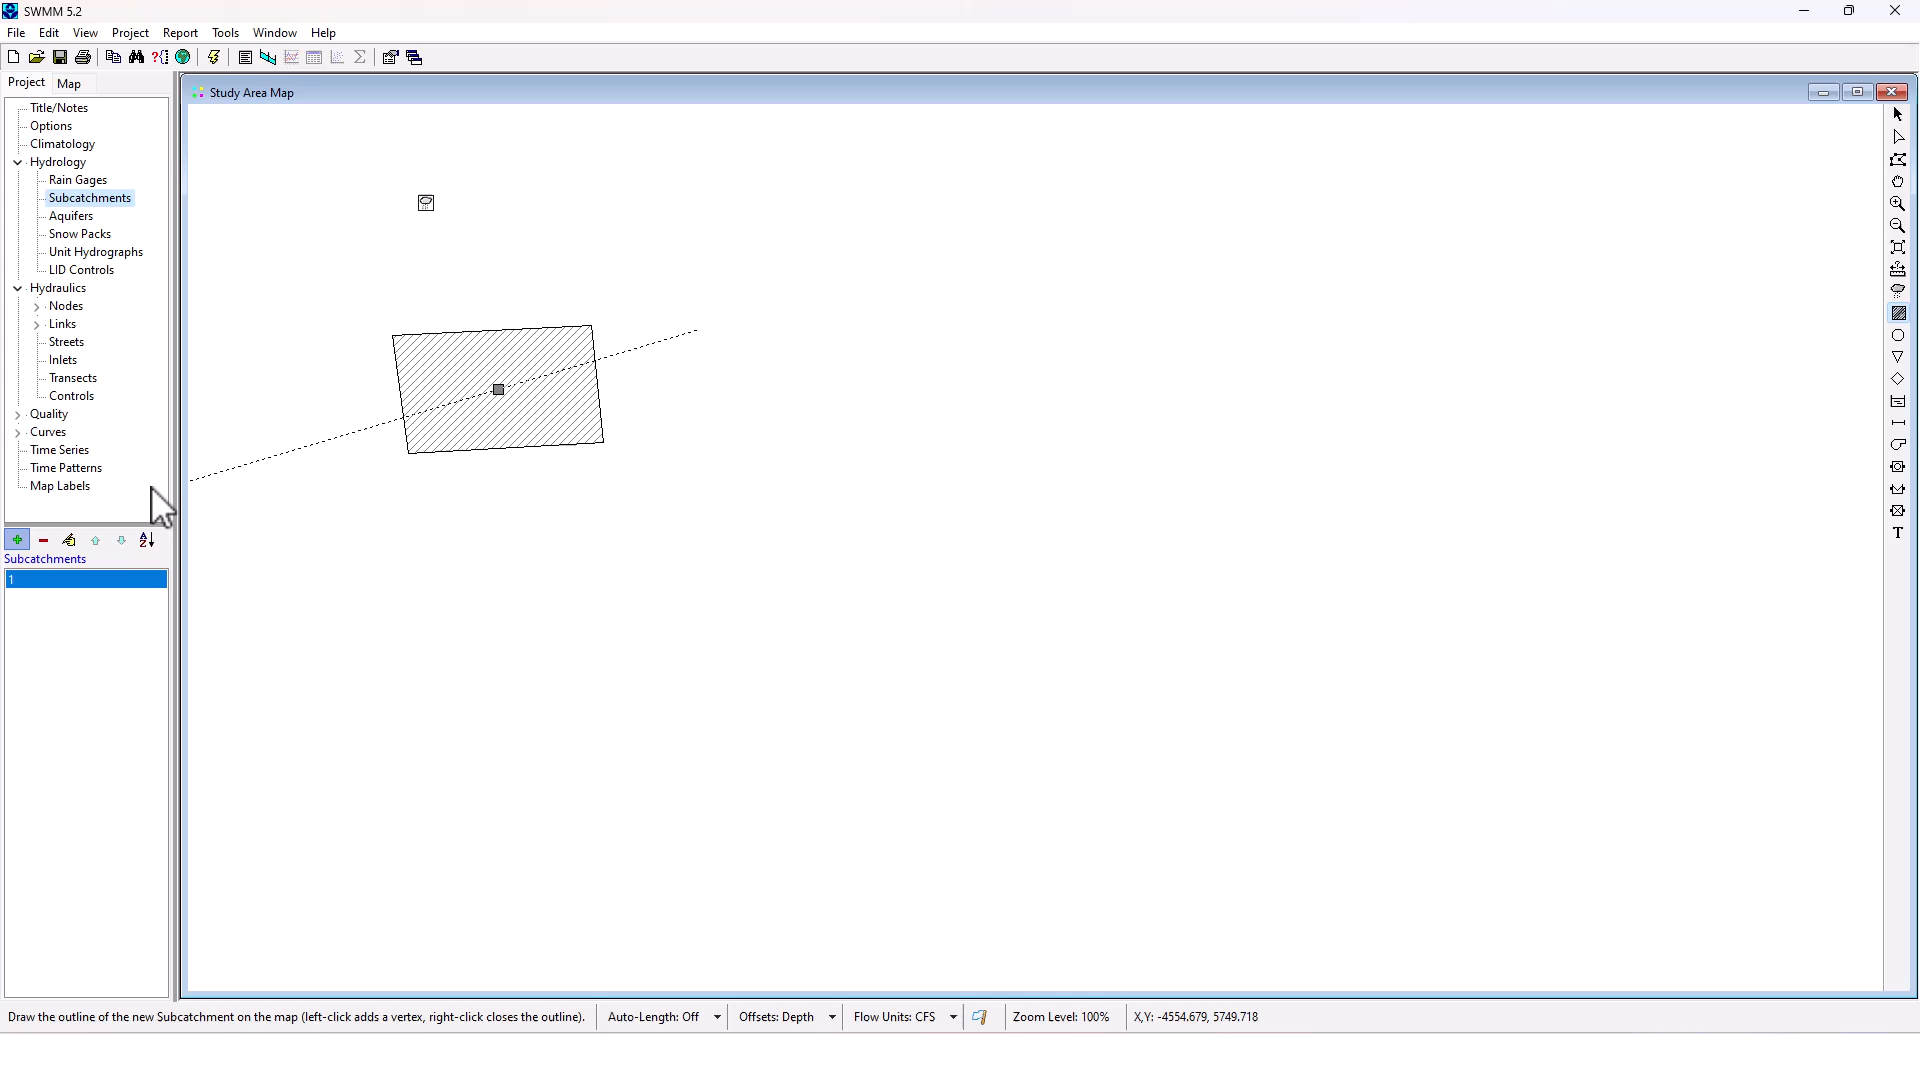 SWMM 5.2
File Edit View Project Report Tools Window Help
Project Map
Study Area Map
Title/Notes
Options
Climatology
Hydrology
Rain Gages
Subcatchments
Aquifers
Snow Packs
Unit Hydrographs
LID Controls
Hydraulics
Nodes
Links
Streets
Inlets
Transects
Controls
Quality
Curves
Time Series
Time Patterns
Map Labels
Subcatchments
1
T
Draw the outline of the new Subcatchment on the map (left-click adds a vertex, right-click closes the outline). Auto-Length: Off Offsets: Depth Flow Units: CFS Zoom Level: 100% X,Y: -4554.679, 5749.718